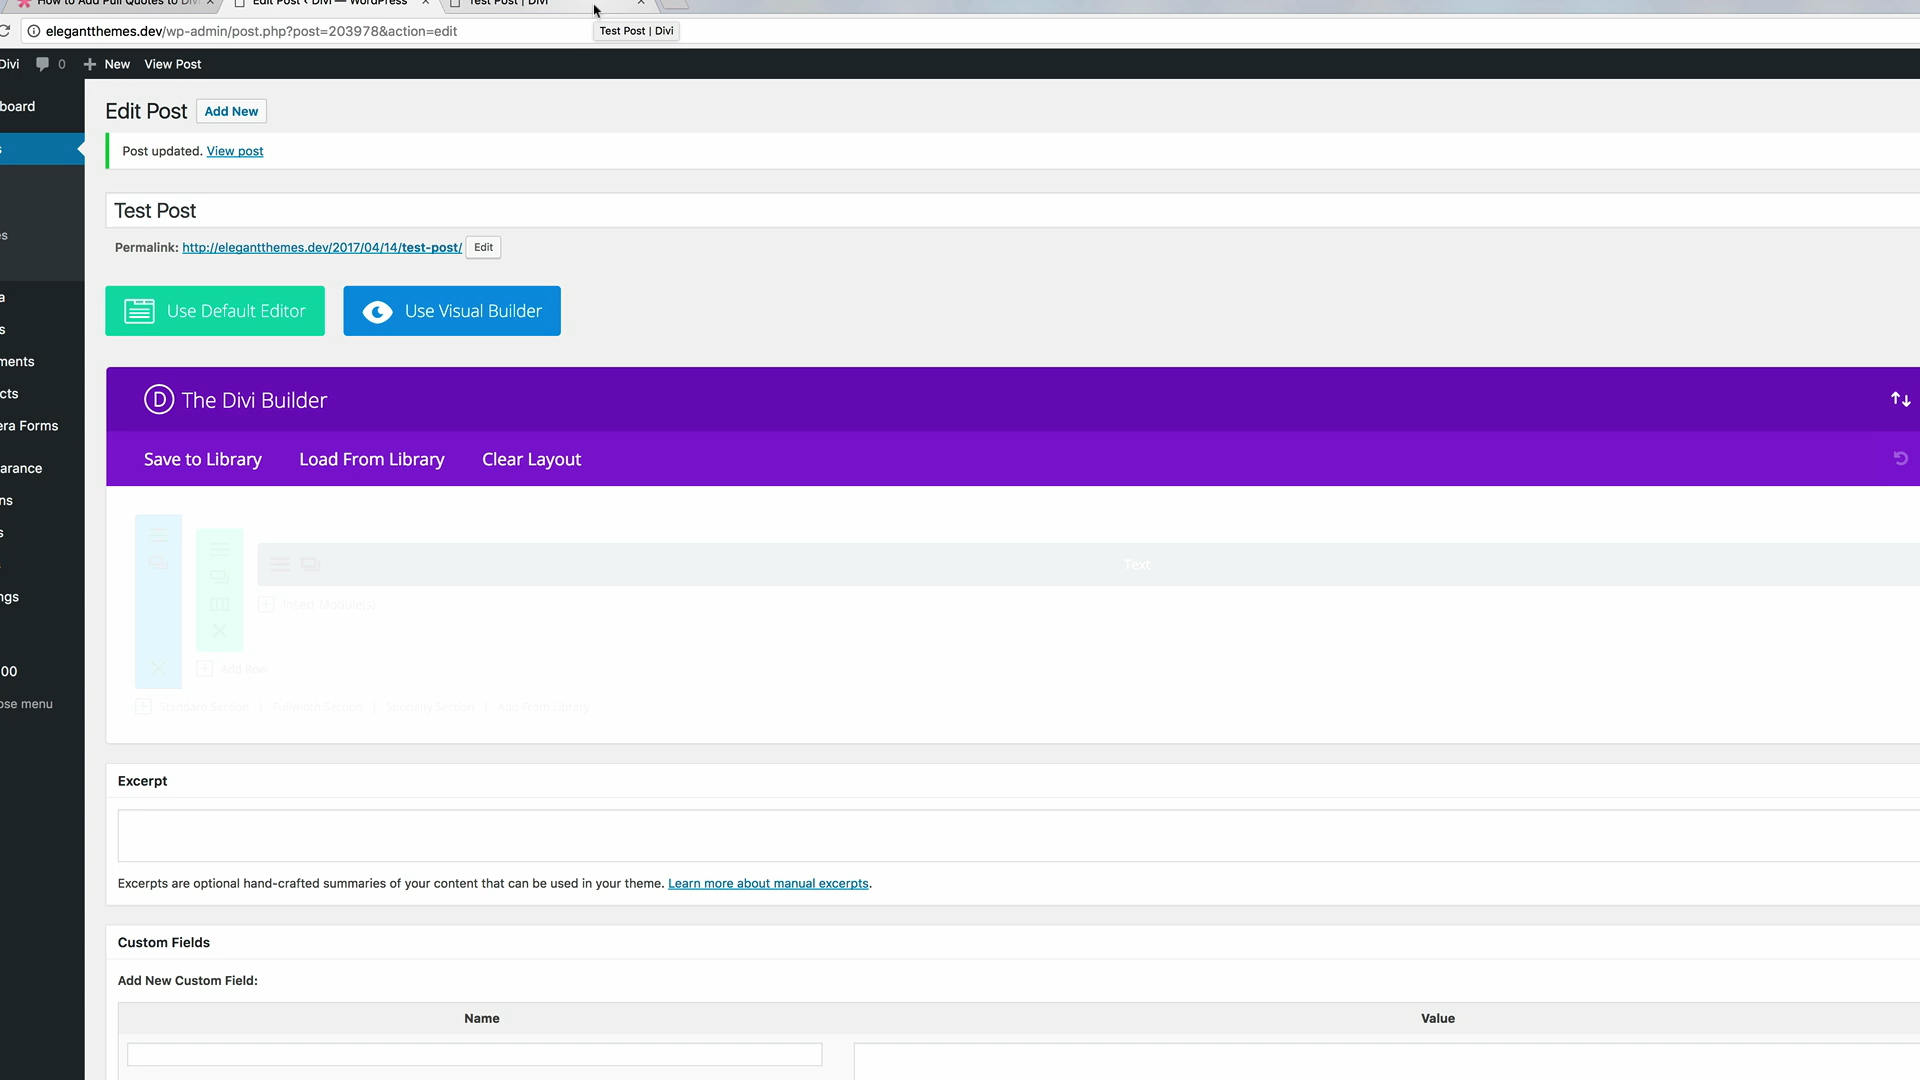 How to Add Pull Quotes to Divi
Edit Post ‹ Divi — WordPress
Test Post | Divi
elegantthemes.dev/wp-admin/post.php?post=203978&action=edit
Test Post | Divi
Divi 0 New View Post
board
Edit Post Add New
s
Post updated. View post
Test Post
es
Permalink: http://elegantthemes.dev/2017/04/14/test-post/ Edit
a
Use Default Editor Use Visual Builder
s
ments
cts
The Divi Builder
era Forms
Save to Library Load From Library Clear Layout
arance
ns
s
Text
ngs
Insert Module(s)
Add Row
00
ose menu
Standard Section | Fullwidth Section | Specialty Section | Add From Library
Excerpt
Excerpts are optional hand-crafted summaries of your content that can be used in your theme. Learn more about manual excerpts.
Custom Fields
Add New Custom Field:
Name Value